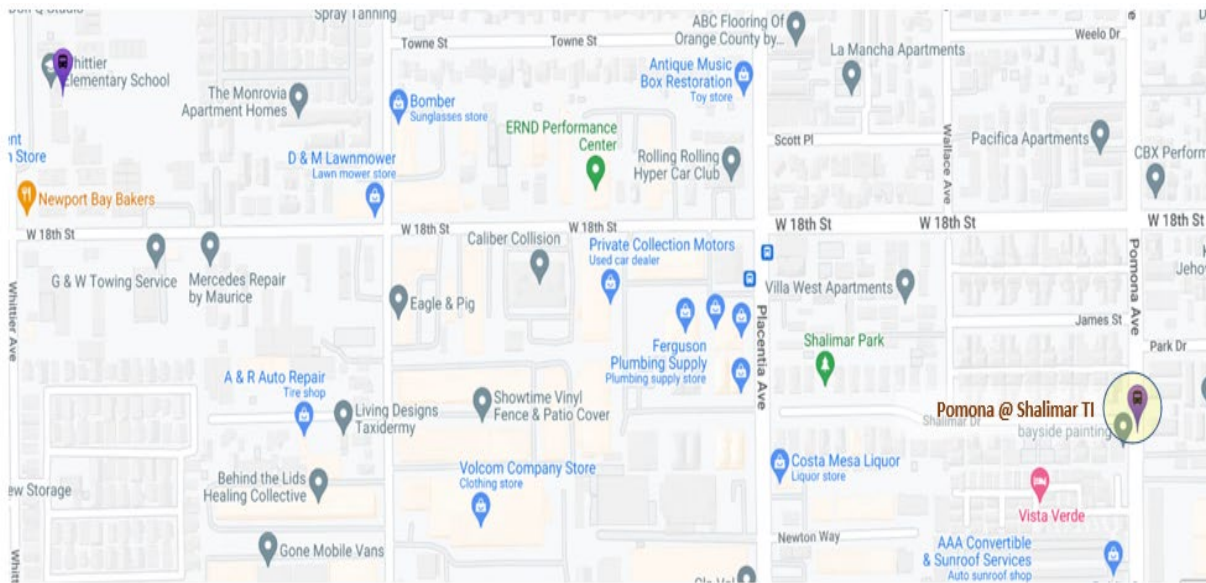 Spray Tanning
ABC Flooring Of
Orange County by...
Weelo Dr
Towne St
Towne St
La Mancha Apartments
Whittier
Elementary School
Antique Music
Box Restoration
Toy store
The Monrovia
Apartment Homes
Bomber
Sunglasses store
ERND Performance
Center
Scott Pl
Wallace Ave
Pacifica Apartments
Store
D & M Lawnmower
Lawn mower store
Rolling Rolling
Hyper Car Club
CBX Perform
Newport Bay Bakers
W 18th St
W 18th St
W 18th St
W 18th St
W 18th St
W 18th St
Caliber Collision
Private Collection Motors
Used car dealer
G & W Towing Service
Mercedes Repair
by Maurice
Villa West Apartments
Pomona Ave
Jehov
Whittier Ave
Eagle & Pig
Placentia Ave
James St
Shalimar Park
Park Dr
Ferguson
Plumbing Supply
Plumbing supply store
A & R Auto Repair
Tire shop
Living Designs
Taxidermy
Showtime Vinyl
Fence & Patio Cover
Pomona @ Shalimar TI
Shalimar Dr
bayside painting
Volcom Company Store
Clothing store
Costa Mesa Liquor
Liquor store
Behind the Lids
Healing Collective
ew Storage
Vista Verde
Newton Way
Gone Mobile Vans
AAA Convertible
& Sunroof Services
Auto sunroof shop
Whitt